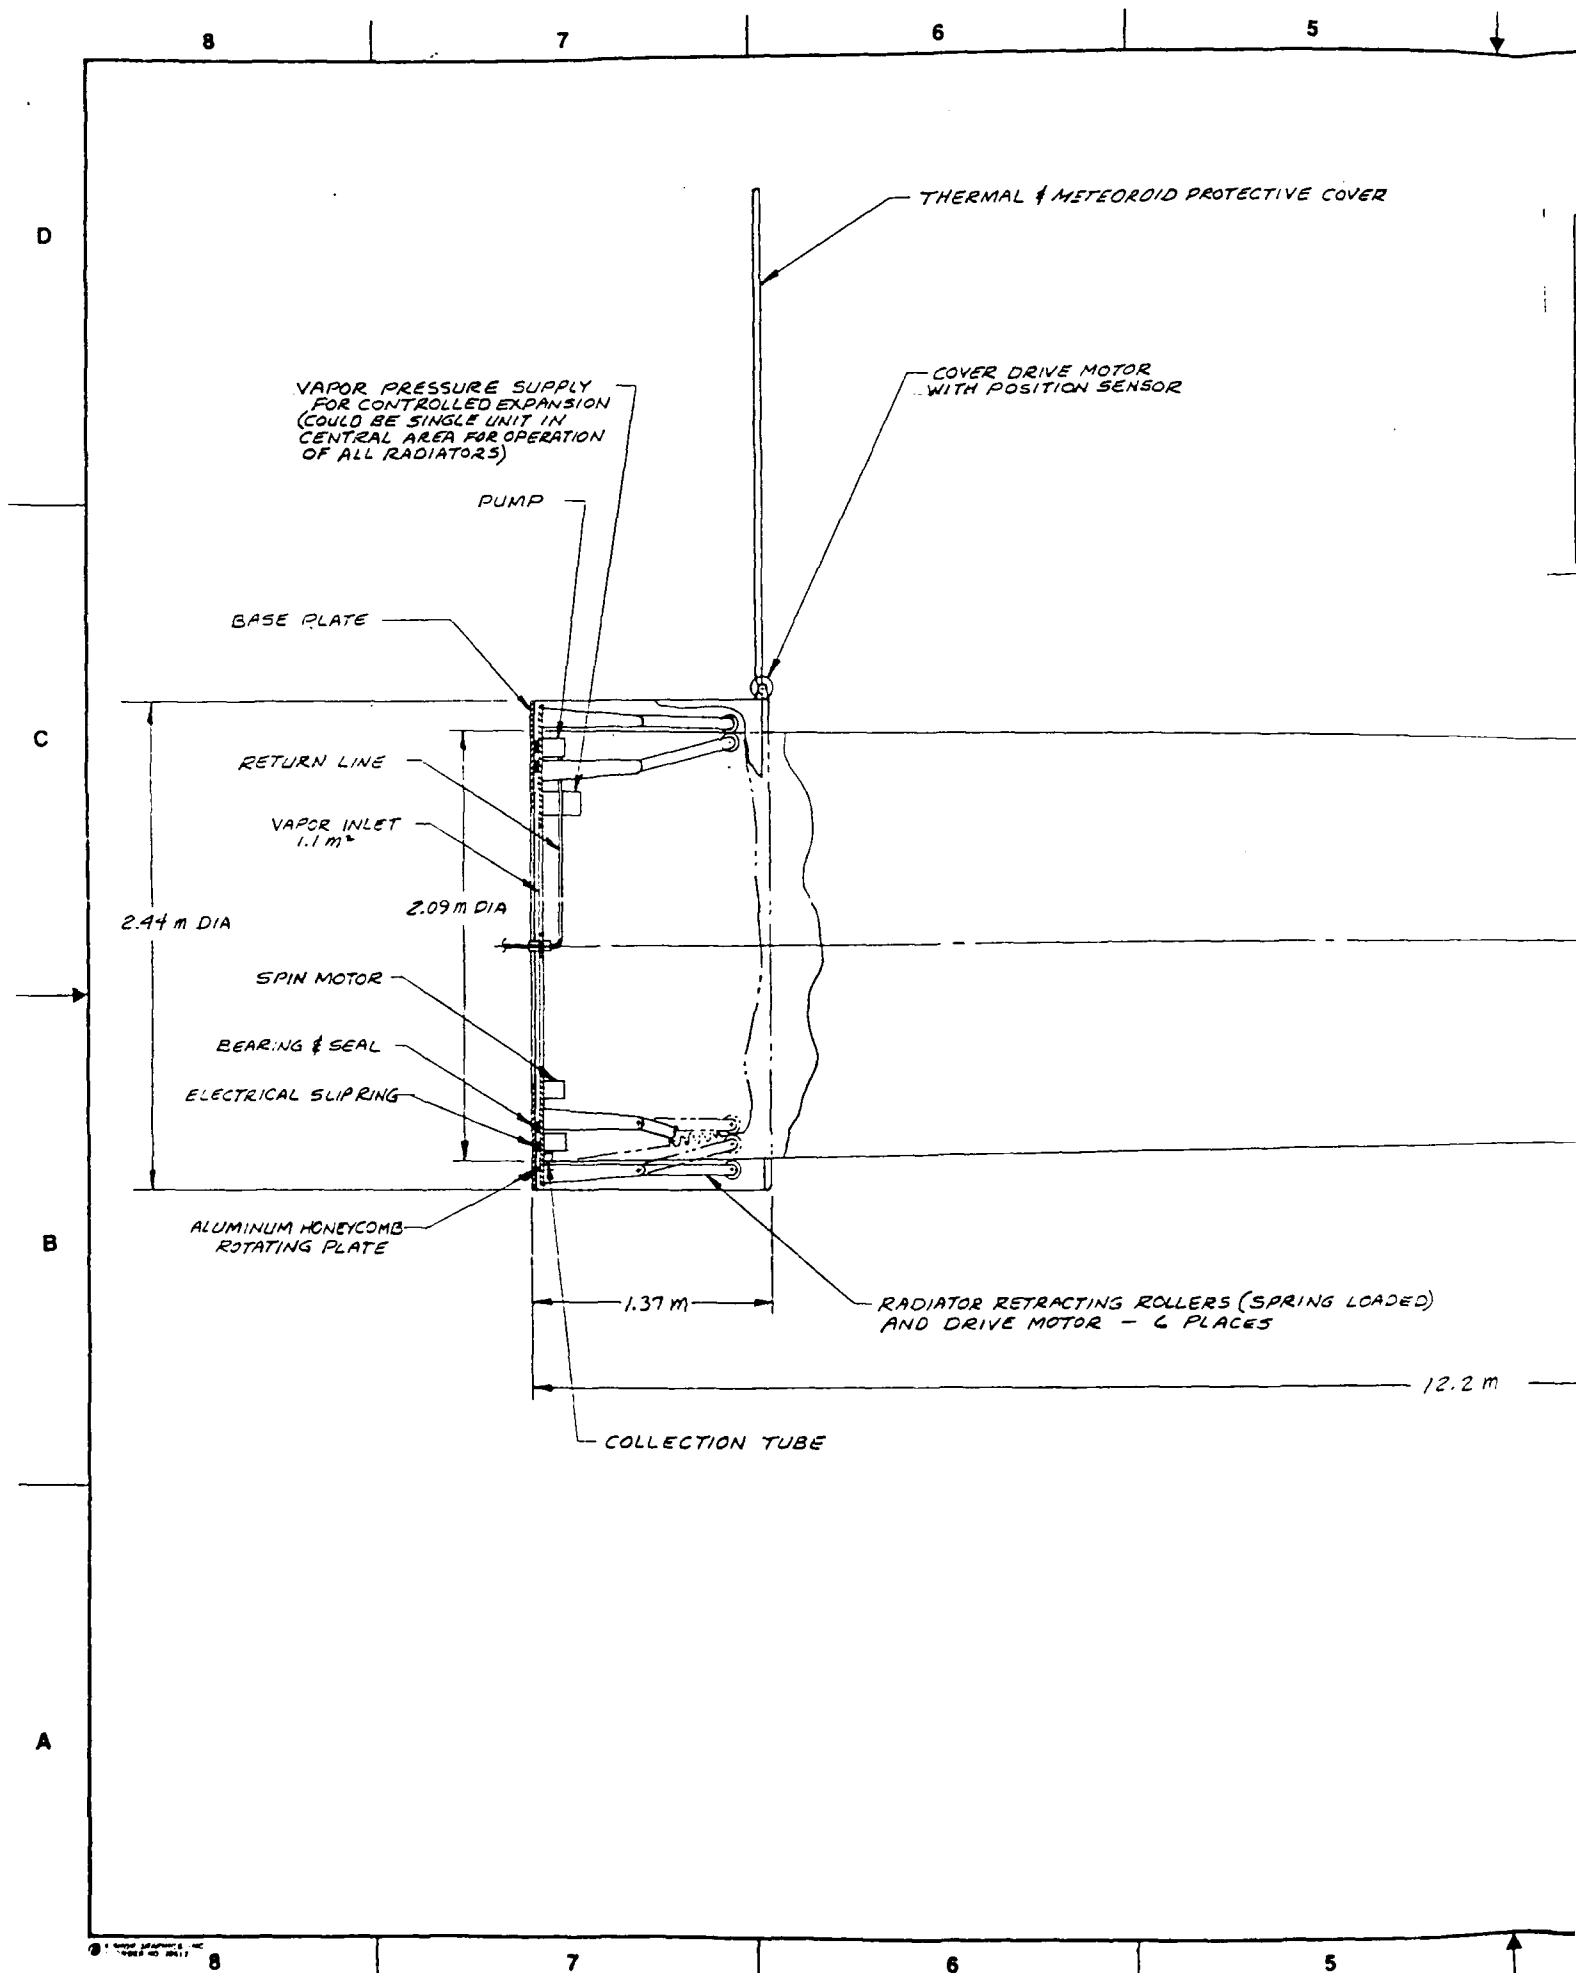 8 7 6 5
D
THERMAL & METEOROID PROTECTIVE COVER
COVER DRIVE MOTOR
WITH POSITION SENSOR
VAPOR PRESSURE SUPPLY
FOR CONTROLLED EXPANSION
(COULD BE SINGLE UNIT IN
CENTRAL AREA FOR OPERATION
OF ALL RADIATORS)
PUMP
BASE PLATE
C
RETURN LINE
VAPOR INLET
1.1 m²
2.44 m DIA
2.09 m DIA
SPIN MOTOR
BEARING & SEAL
ELECTRICAL SLIPRING
ALUMINUM HONEYCOMB
ROTATING PLATE
B
1.37 m
RADIATOR RETRACTING ROLLERS (SPRING LOADED)
AND DRIVE MOTOR - 6 PLACES
12.2 m
COLLECTION TUBE
A
8 7 6 5